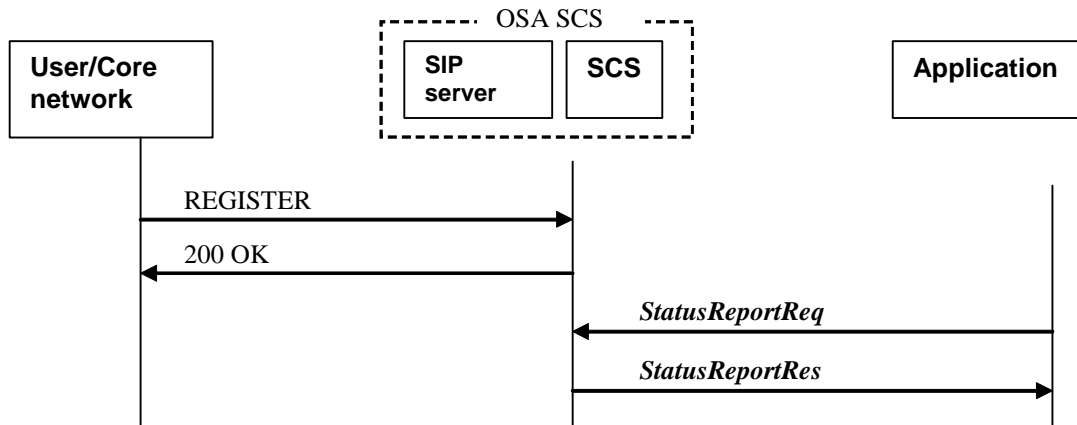 OSA SCS
User/Core
network
SIP
server
SCS
Application
REGISTER
200 OK
StatusReportReq
StatusReportRes